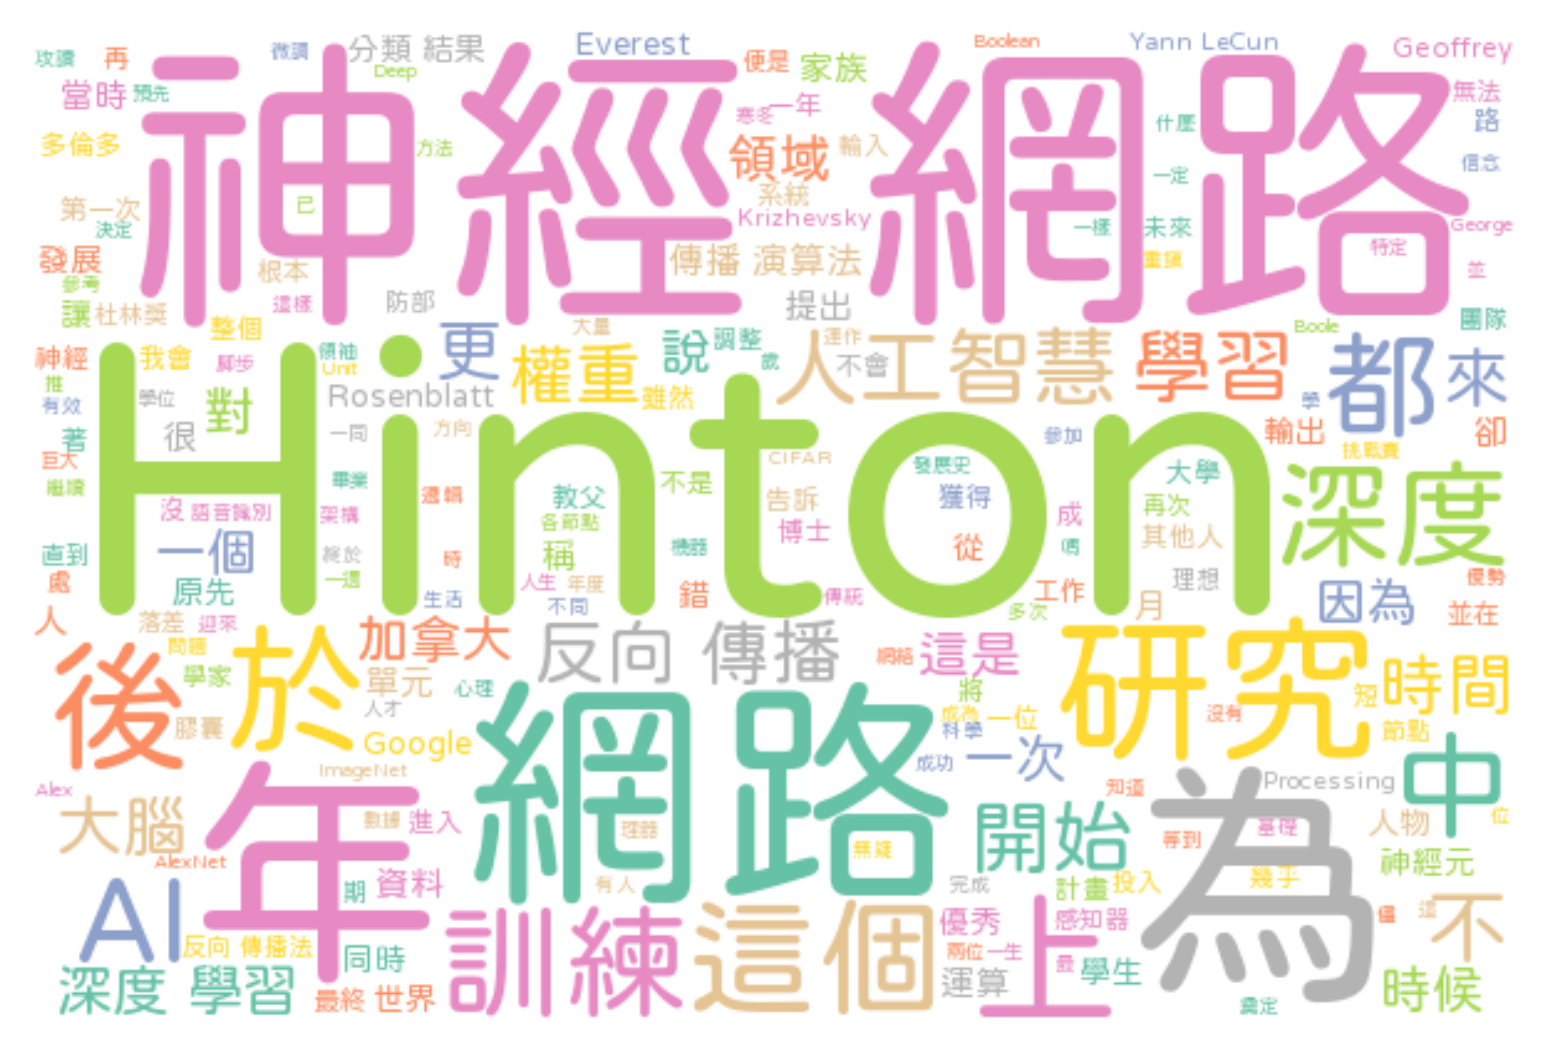 攻讀 再 微調 分類 結果 Everest 便是 家族 Boolean Yann LeCun Geoffrey
Deep
當時 預先 寒冬 一年 無法
神經網路
多倫多 方法 領域 輸入 什麼 路
系統 一定 信念
第一次 已 Krizhevsky 一樣 未來 George
決定 特定
發展 根本 傳播 演算法 重鎮 並
參考 這樣 防部 提出
讓 杜林獎 整個 大量 運作 Boole 團隊
神經 我會 腳步 領袖 更 權重 說 調整 人工智慧 學習 都 來
推 Unit 處 不會
有效 學位 對 Rosenblatt 雖然 學
著 很 一同 方向 參加 輸出 卻
Hinton
巨大 畢業 CIFAR 發展史 大學 挑戰賽 深度
繼續 邏輯 教父 不是 告訴 獲得 再次
沒 語音識別 架構 各節點 博士 成 其他人
直到 一個 終於 時 稱 機器 從 嗎
處 原先 一週 人生 年度 錯 傳統 工作 理想 因為 優勢
人 落差 迎來 生活 不同 多次 月 並在
後 問題 於 加拿大 反向 傳播 網絡 這是 研究 時間
學家 單元 心理 將 短
膠囊 人才 Google 成為 一位 沒有 節點
ImageNet 網路 科學 一次
Alex 年 成功 知道 Processing 中
大腦 數據 進入 理器 開始 為 基礎 人物 位
AlexNet 無疑 等到 神經元
AI 期 資料 有人 完成 計畫 投入 幾乎
訓練 這個 優秀 上 感知器 僅 這 不
反向 傳播法 同時 兩位 一生
深度 學習 最終 世界 運算 最 學生 奠定 時候